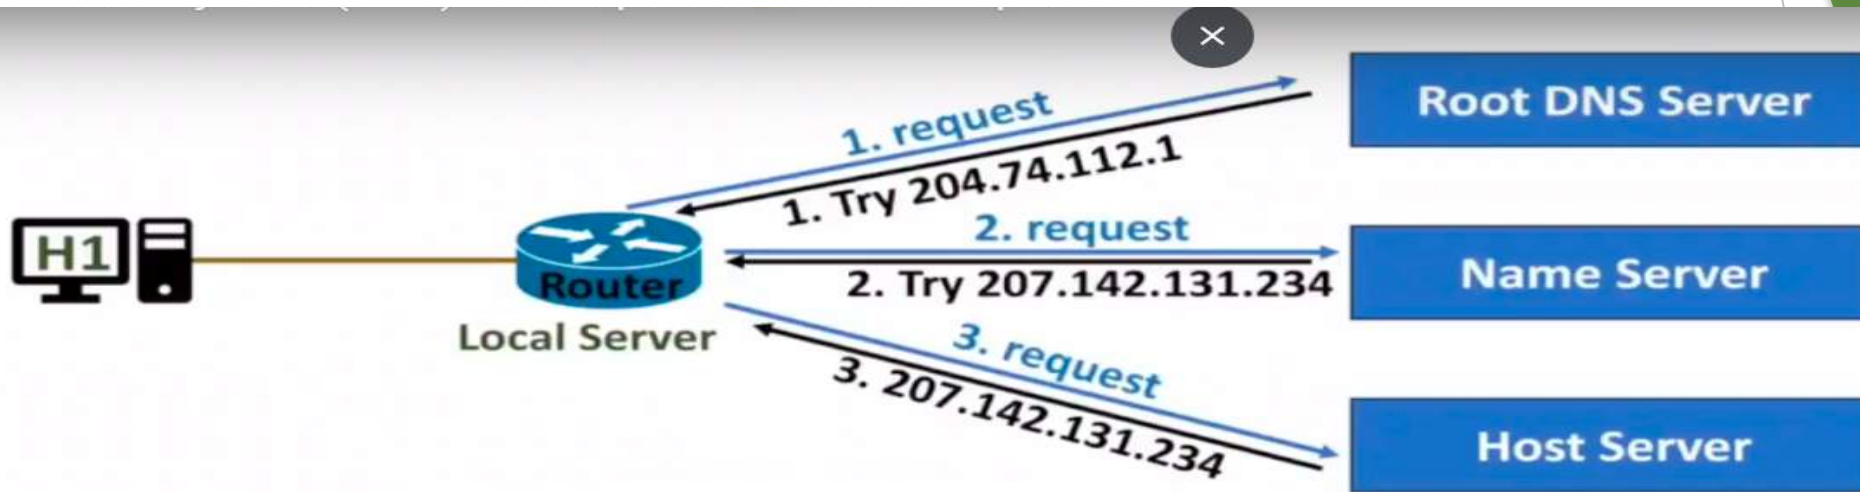 H1
Router
Local Server
1. request
1. Try 204.74.112.1
2. request
2. Try 207.142.131.234
3. request
3. 207.142.131.234
Root DNS Server
Name Server
Host Server